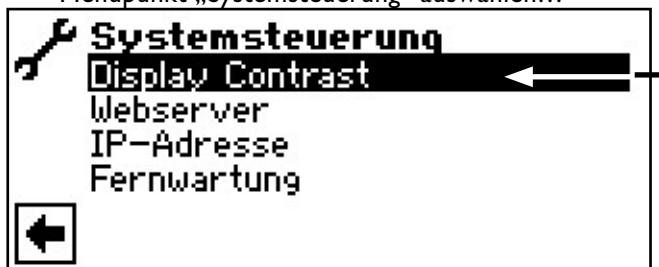 Menüpunkt „Systemsteuerung“ auswählen…
Systemsteuerung
Display Contrast
Webserver
IP-Adresse
Fernwartung